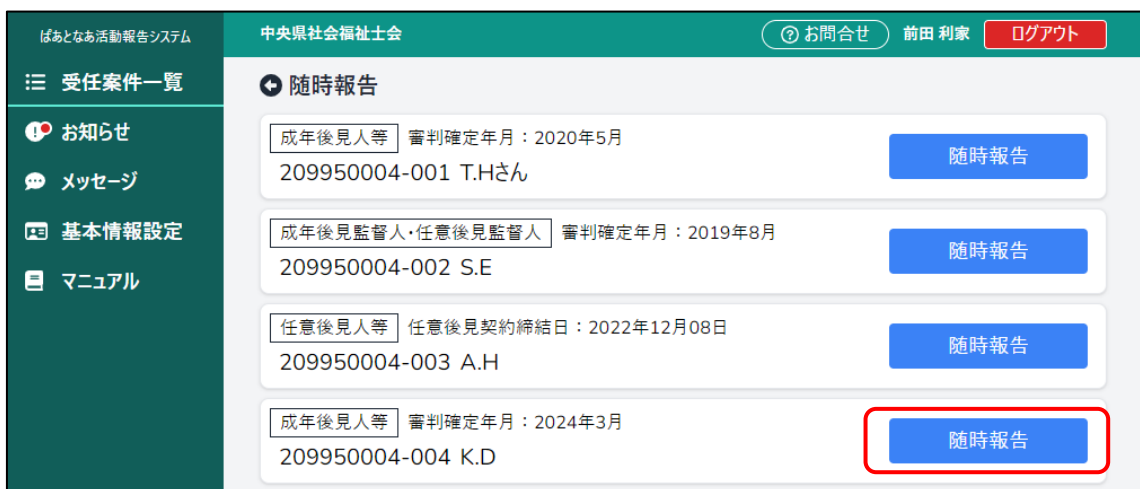 ぱあとなあ活動報告システム
中央県社会福祉士会
お問合せ
前田 利家
ログアウト
受任案件一覧
お知らせ
メッセージ
基本情報設定
マニュアル
随時報告
成年後見人等 審判確定年月：2020年5月
209950004-001 T.Hさん
随時報告
成年後見監督人・任意後見監督人 審判確定年月：2019年8月
209950004-002 S.E
随時報告
任意後見人等 任意後見契約締結日：2022年12月08日
209950004-003 A.H
随時報告
成年後見人等 審判確定年月：2024年3月
209950004-004 K.D
随時報告